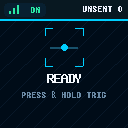 ON UNSENT 0
READY
PRESS & HOLD TRIG